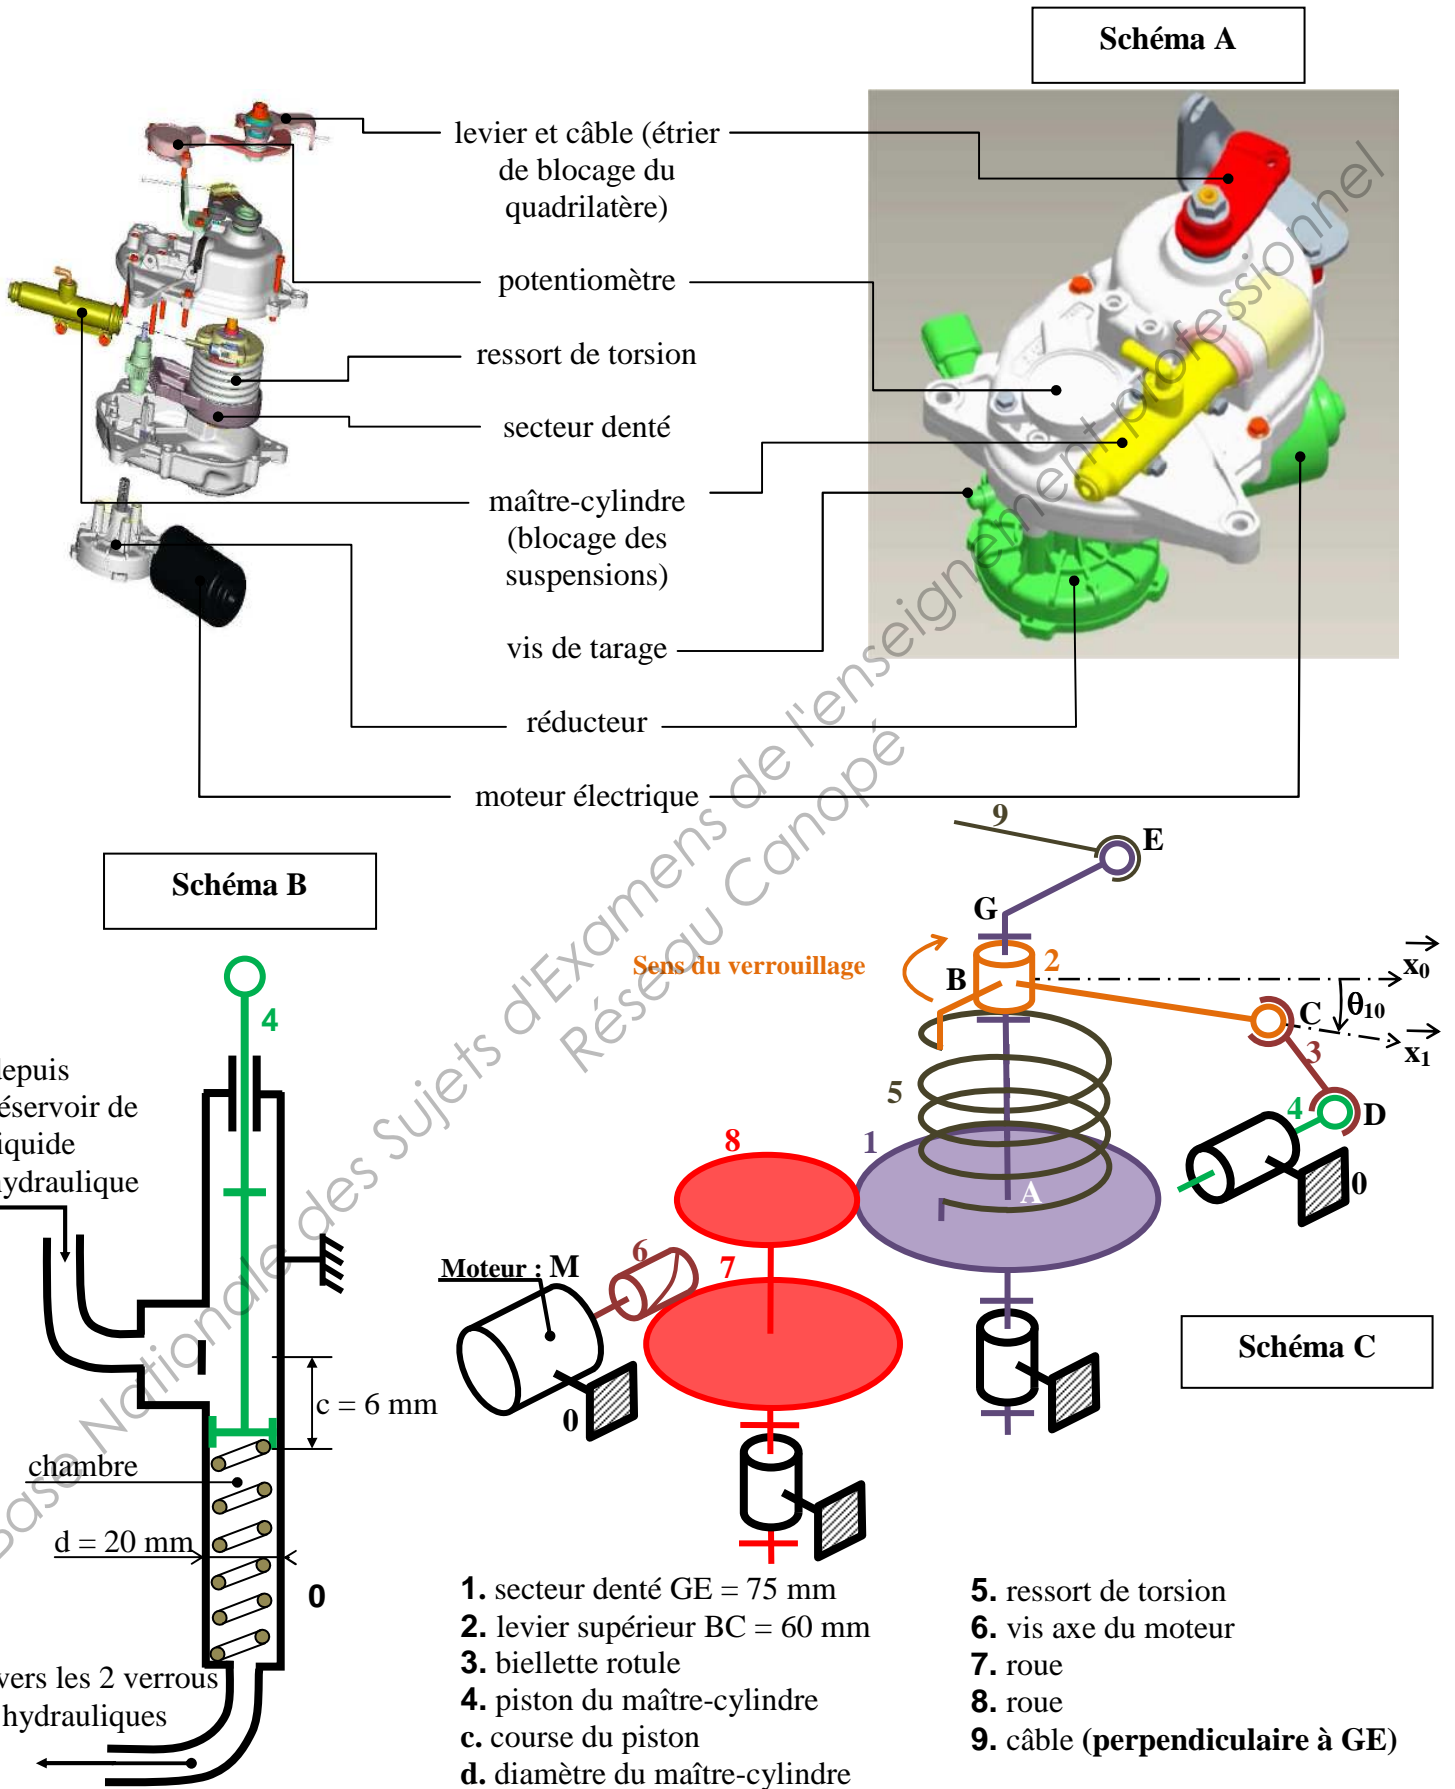 Schéma A
levier et câble (étrier
de blocage du
quadrilatère)
potentiomètre
ressort de torsion
secteur denté
maître-cylindre
(blocage des
suspensions)
vis de tarage
réducteur
moteur électrique
Schéma B
4
depuis
réservoir de
liquide
hydraulique
c = 6 mm
chambre
d = 20 mm
0
vers les 2 verrous
hydrauliques
9
E
G
Sens du verrouillage
B
2
x0
θ10
C
x1
3
5
4
D
8
1
A
0
6
Moteur : M
7
0
Schéma C
1. secteur denté GE = 75 mm
2. levier supérieur BC = 60 mm
3. biellette rotule
4. piston du maître-cylindre
c. course du piston
d. diamètre du maître-cylindre
5. ressort de torsion
6. vis axe du moteur
7. roue
8. roue
9. câble (perpendiculaire à GE)
Base Nationale des Sujets d'Examens de l'enseignement professionnel
Réseau Canopé